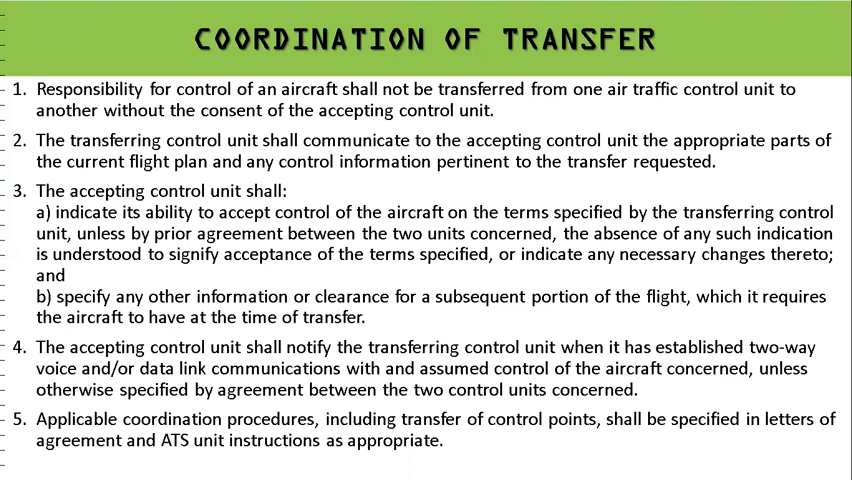 COORDINATION OF TRANSFER
1. Responsibility for control of an aircraft shall not be transferred from one air traffic control unit to
another without the consent of the accepting control unit.
2. The transferring control unit shall communicate to the accepting control unit the appropriate parts of
the current flight plan and any control information pertinent to the transfer requested.
3. The accepting control unit shall:
a) indicate its ability to accept control of the aircraft on the terms specified by the transferring control
unit, unless by prior agreement between the two units concerned, the absence of any such indication
is understood to signify acceptance of the terms specified, or indicate any necessary changes thereto;
and
b) specify any other information or clearance for a subsequent portion of the flight, which it requires
the aircraft to have at the time of transfer.
4. The accepting control unit shall notify the transferring control unit when it has established two-way
voice and/or data link communications with and assumed control of the aircraft concerned, unless
otherwise specified by agreement between the two control units concerned.
5. Applicable coordination procedures, including transfer of control points, shall be specified in letters of
agreement and ATS unit instructions as appropriate.